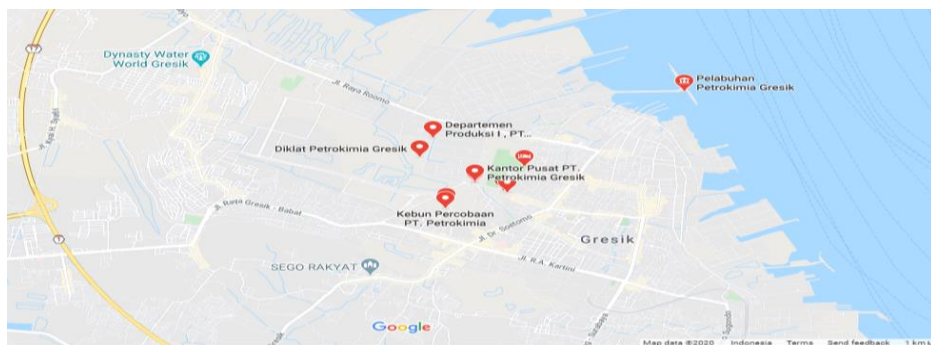 Dynasty Water
World Gresik
Jl. Raya Roomo
Pelabuhan
Petrokimia Gresik
Departemen
Produksi I , PT...
Diklat Petrokimia Gresik
Kantor Pusat PT.
Petrokimia Gresik
Kebun Percobaan
PT. Petrokimia
Jl. Raya Gresik - Babat
Jl. Dr. Soetomo
Gresik
Jl. R.A. Kartini
SEGO RAKYAT
Google
Map data ©2020 Indonesia Terms Send feedback 1 km